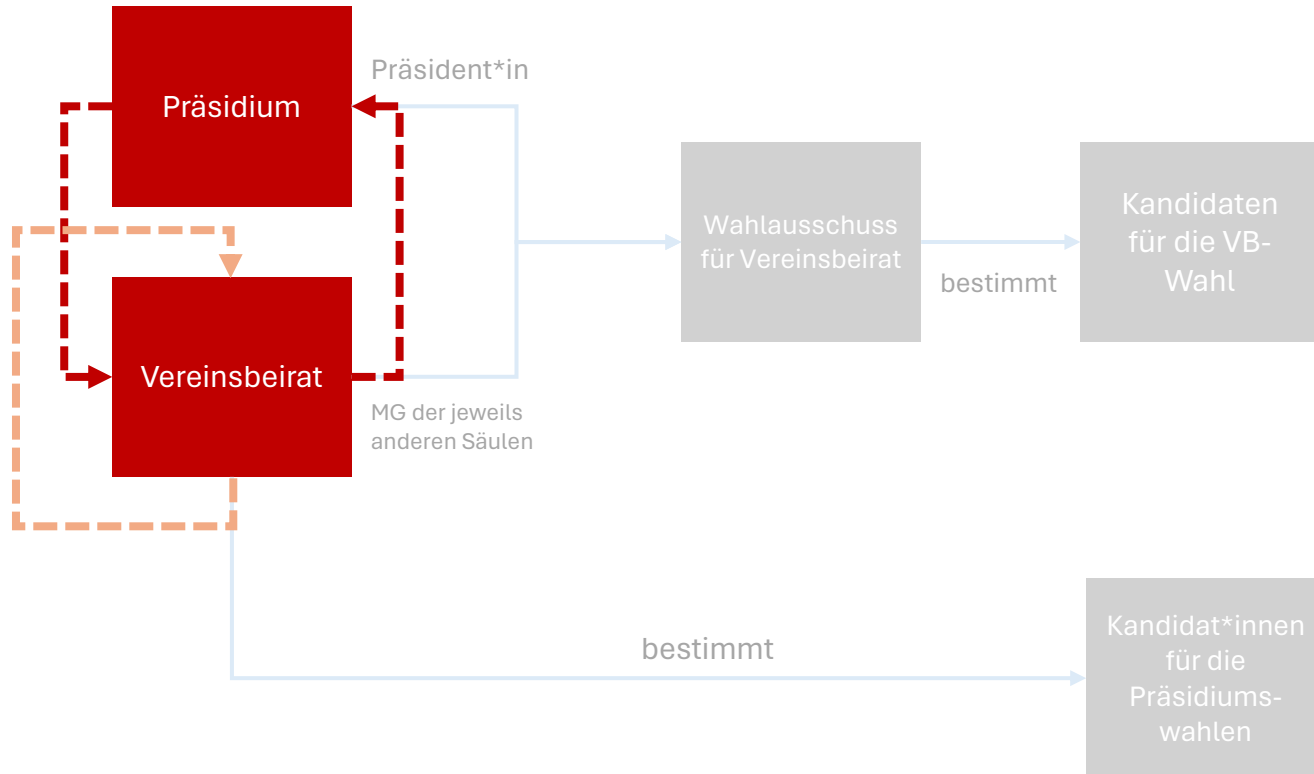 Präsidium
Präsident*in
Wahlausschuss
für Vereinsbeirat
bestimmt
Kandidaten
für die VB-
Wahl
Vereinsbeirat
MG der jeweils
anderen Säulen
bestimmt
Kandidat*innen
für die
Präsidiums-
wahlen